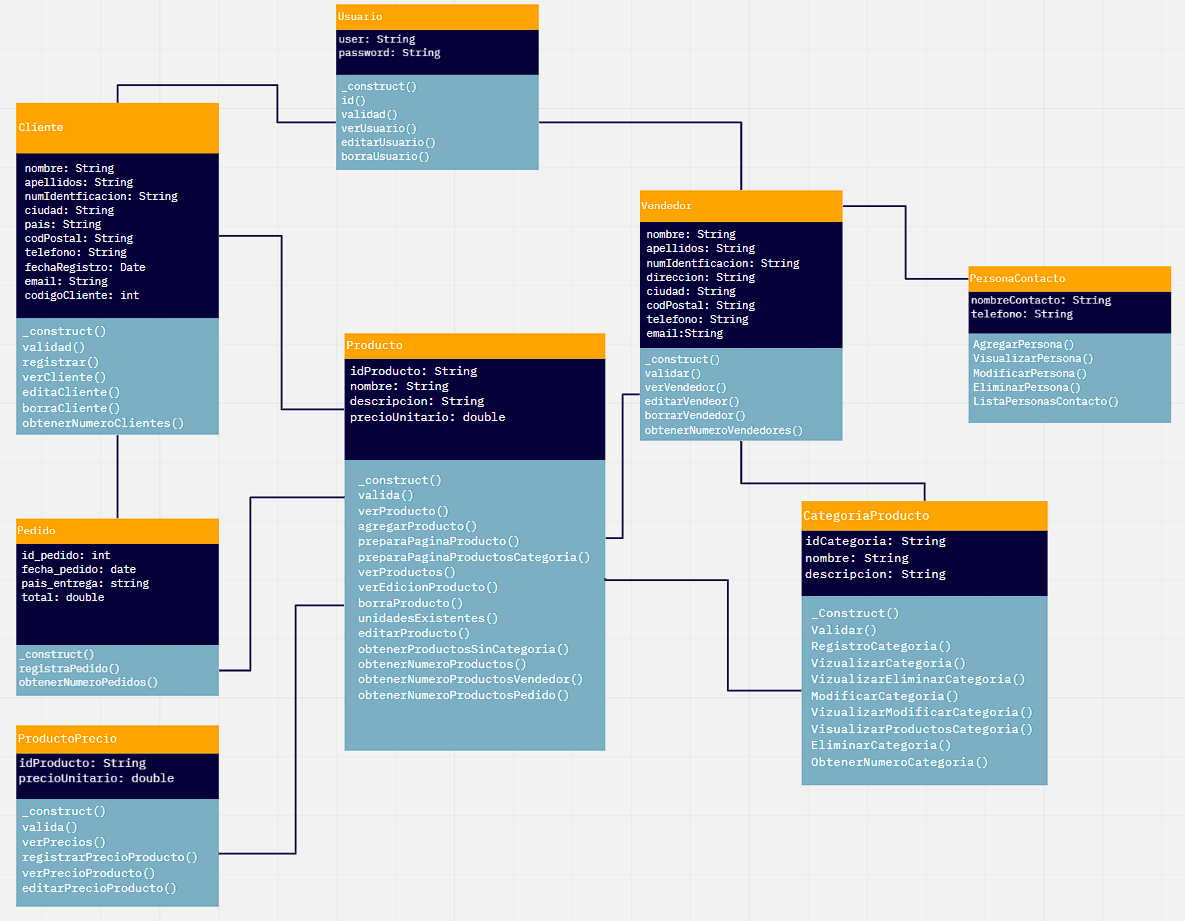 Usuario
user: String
password: String
_construct()
id()
validad()
verUsuario()
editarUsuario()
borraUsuario()
Cliente
nombre: String
apellidos: String
numIdentficacion: String
ciudad: String
pais: String
codPostal: String
telefono: String
fechaRegistro: Date
email: String
codigoCliente: int
_construct()
validad()
registrar()
verCliente()
editaCliente()
borraCliente()
obtenerNumeroClientes()
Vendedor
nombre: String
apellidos: String
numIdentficacion: String
direccion: String
ciudad: String
codPostal: String
telefono: String
email:String
_construct()
validar()
verVendedor()
editarVendeor()
borrarVendedor()
obtenerNumeroVendedores()
PersonaContacto
nombreContacto: String
telefono: String
AgregarPersona()
VisualizarPersona()
ModificarPersona()
EliminarPersona()
ListaPersonasContacto()
Producto
idProducto: String
nombre: String
descripcion: String
precioUnitario: double
_construct()
valida()
verProducto()
agregarProducto()
preparaPaginaProducto()
preparaPaginaProductosCategoria()
verProductos()
verEdicionProducto()
borraProducto()
unidadesExistentes()
editarProducto()
obtenerProductosSinCategoria()
obtenerNumeroProductos()
obtenerNumeroProductosVendedor()
obtenerNumeroProductosPedido()
Pedido
id_pedido: int
fecha_pedido: date
pais_entrega: string
total: double
_construct()
registraPedido()
obtenerNumeroPedidos()
CategoriaProducto
idCategoria: String
nombre: String
descripcion: String
_Construct()
Validar()
RegistroCategoria()
VizualizarCategoria()
VizualizarEliminarCategoria()
ModificarCategoria()
VizualizarModificarCategoria()
VisualizarProductosCategoria()
EliminarCategoria()
ObtenerNumeroCategoria()
ProductoPrecio
idProducto: String
precioUnitario: double
_construct()
valida()
verPrecios()
registrarPrecioProducto()
verPrecioProducto()
editarPrecioProducto()